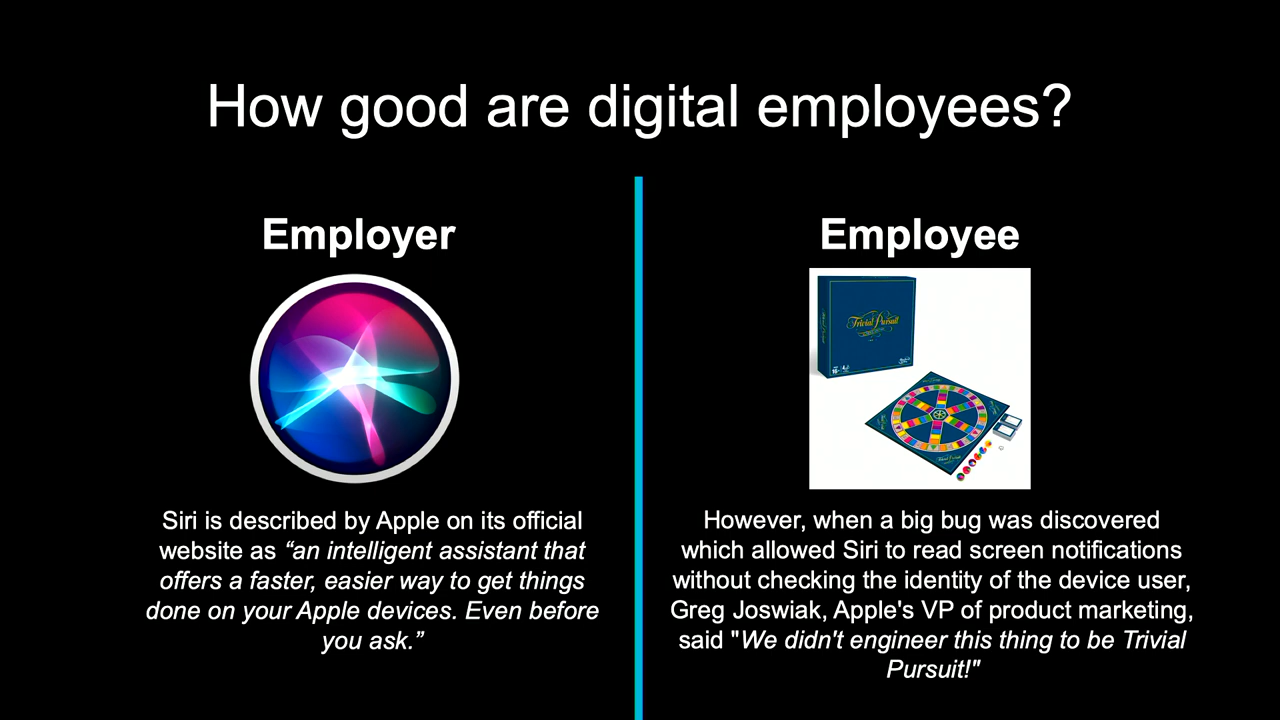 How good are digital employees?
Employer
Siri is described by Apple on its official
website as “an intelligent assistant that
offers a faster, easier way to get things
done on your Apple devices. Even before
you ask.”
Employee
Trivial Pursuit
However, when a big bug was discovered
which allowed Siri to read screen notifications
without checking the identity of the device user,
Greg Joswiak, Apple's VP of product marketing,
said "We didn't engineer this thing to be Trivial
Pursuit!"